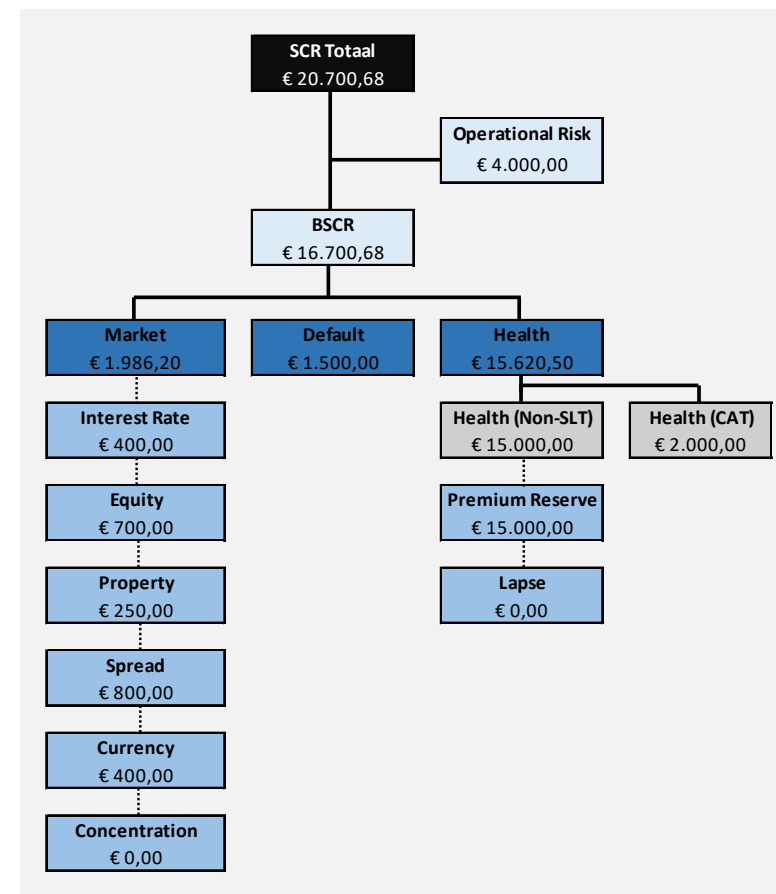 SCR Totaal
€ 20.700,68
Operational Risk
€ 4.000,00
BSCR
€ 16.700,68
Market
€ 1.986,20
Default
€ 1.500,00
Health
€ 15.620,50
Interest Rate
€ 400,00
Health (Non-SLT)
€ 15.000,00
Health (CAT)
€ 2.000,00
Equity
€ 700,00
Premium Reserve
€ 15.000,00
Property
€ 250,00
Lapse
€ 0,00
Spread
€ 800,00
Currency
€ 400,00
Concentration
€ 0,00